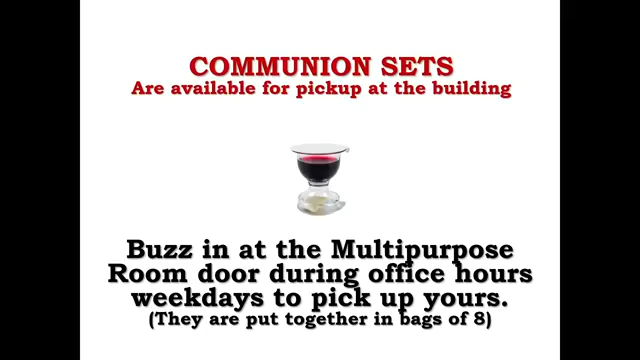 COMMUNION SETS
Are available for pickup at the building
Buzz in at the Multipurpose
Room door during office hours
weekdays to pick up yours.
(They are put together in bags of 8)